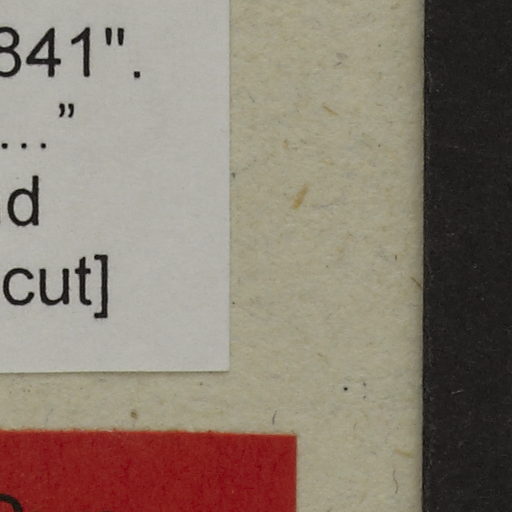 841".
…”
d
cut]